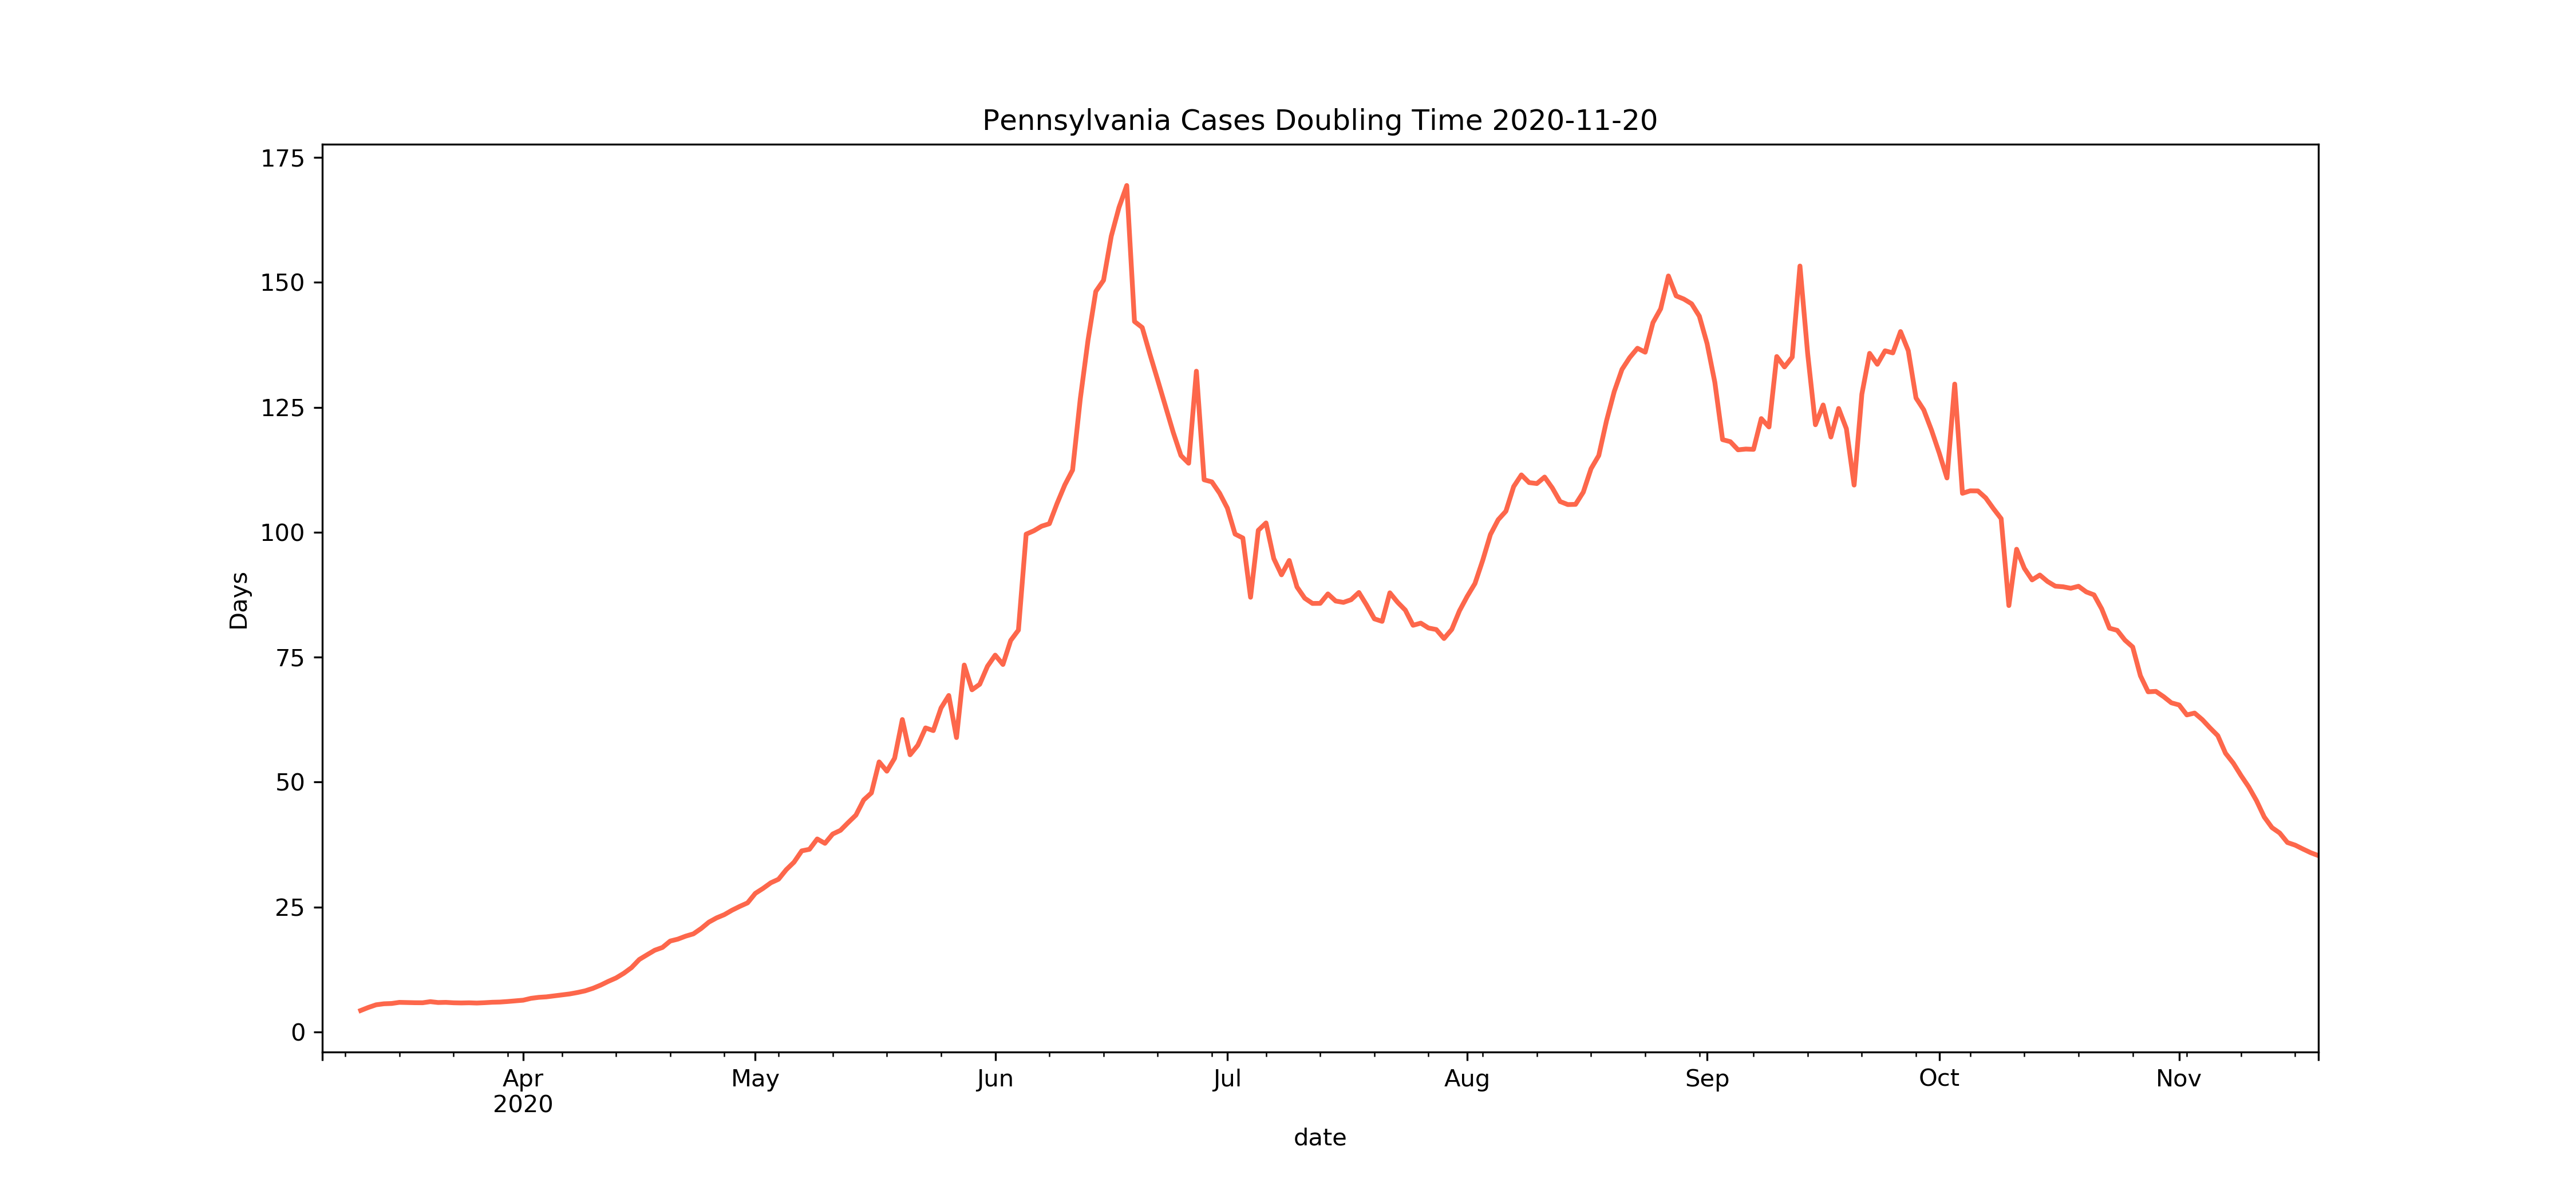 Pennsylvania Cases Doubling Time 2020-11-20
175
150
125
100
75
50
25
0
Days
Apr May Jun Jul Aug Sep Oct Nov
2020
date